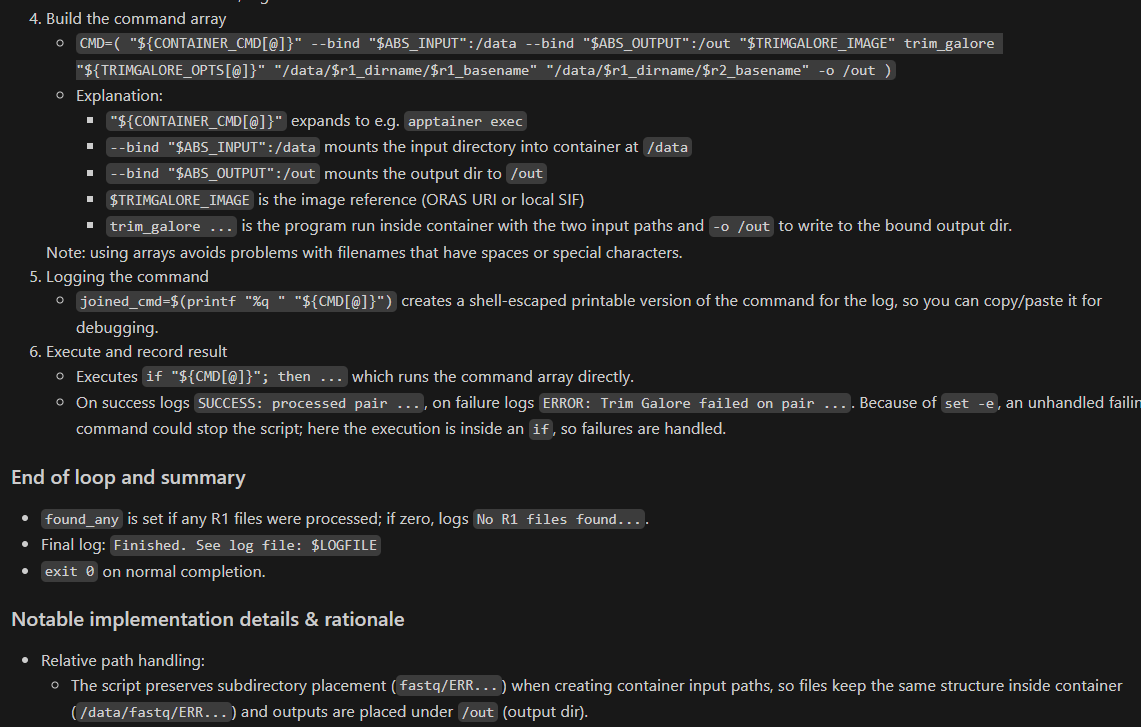 4. Build the command array
CMD=( "${CONTAINER_CMD[@]}" --bind "$ABS_INPUT":/data --bind "$ABS_OUTPUT":/out "$TRIMGALORE_IMAGE" trim_galore
"${TRIMGALORE_OPTS[@]}" "/data/$r1_dirname/$r1_basename" "/data/$r1_dirname/$r2_basename" -o /out )
Explanation:
"${CONTAINER_CMD[@]}" expands to e.g. apptainer exec
--bind "$ABS_INPUT":/data mounts the input directory into container at /data
--bind "$ABS_OUTPUT":/out mounts the output dir to /out
$TRIMGALORE_IMAGE is the image reference (ORAS URI or local SIF)
trim_galore ... is the program run inside container with the two input paths and -o /out to write to the bound output dir.
Note: using arrays avoids problems with filenames that have spaces or special characters.
5. Logging the command
joined_cmd=$(printf "%q " "${CMD[@]}") creates a shell-escaped printable version of the command for the log, so you can copy/paste it for
debugging.
6. Execute and record result
Executes if "${CMD[@]}"; then ... which runs the command array directly.
On success logs SUCCESS: processed pair ..., on failure logs ERROR: Trim Galore failed on pair .... Because of set -e, an unhandled failin
command could stop the script; here the execution is inside an if, so failures are handled.
End of loop and summary
found_any is set if any R1 files were processed; if zero, logs No R1 files found....
Final log: Finished. See log file: $LOGFILE
exit 0 on normal completion.
Notable implementation details & rationale
Relative path handling:
The script preserves subdirectory placement (fastq/ERR...) when creating container input paths, so files keep the same structure inside container
(/data/fastq/ERR...) and outputs are placed under /out (output dir).